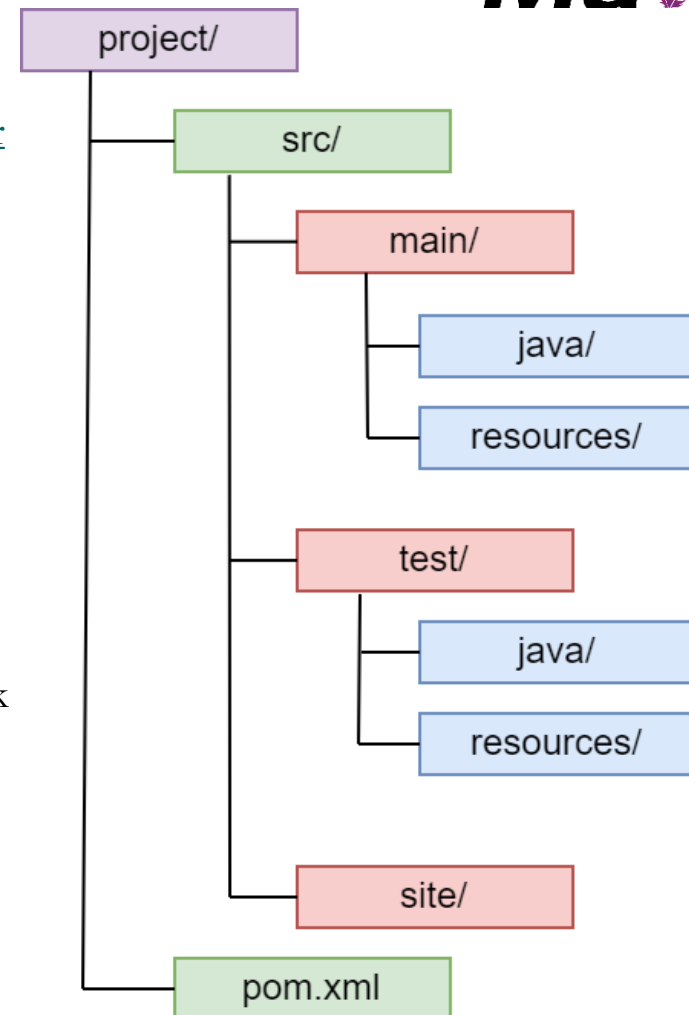 project/
src/
main/
java/
resources/
test/
java/
resources/
site/
pom.xml